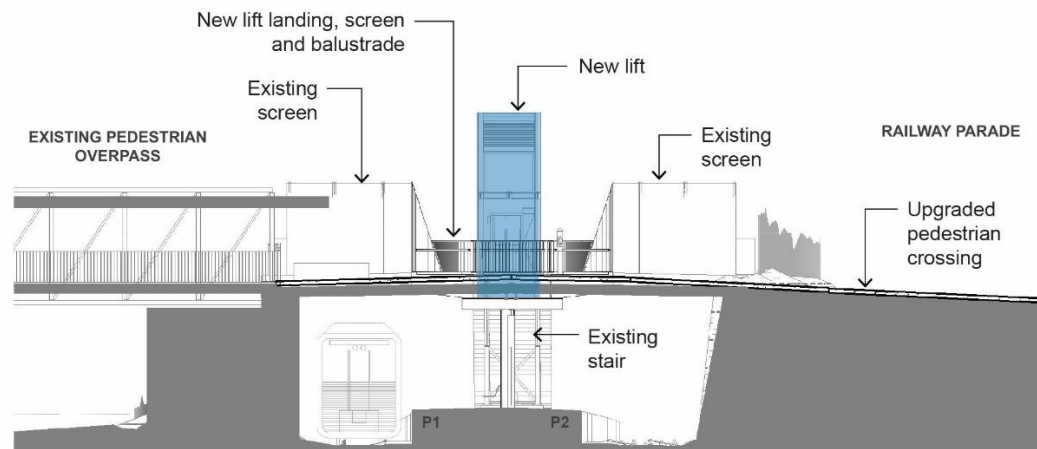 New lift landing, screen
and balustrade
New lift
Existing
screen
Existing
screen
EXISTING PEDESTRIAN
OVERPASS
RAILWAY PARADE
Upgraded
pedestrian
crossing
Existing
stair
P1
P2